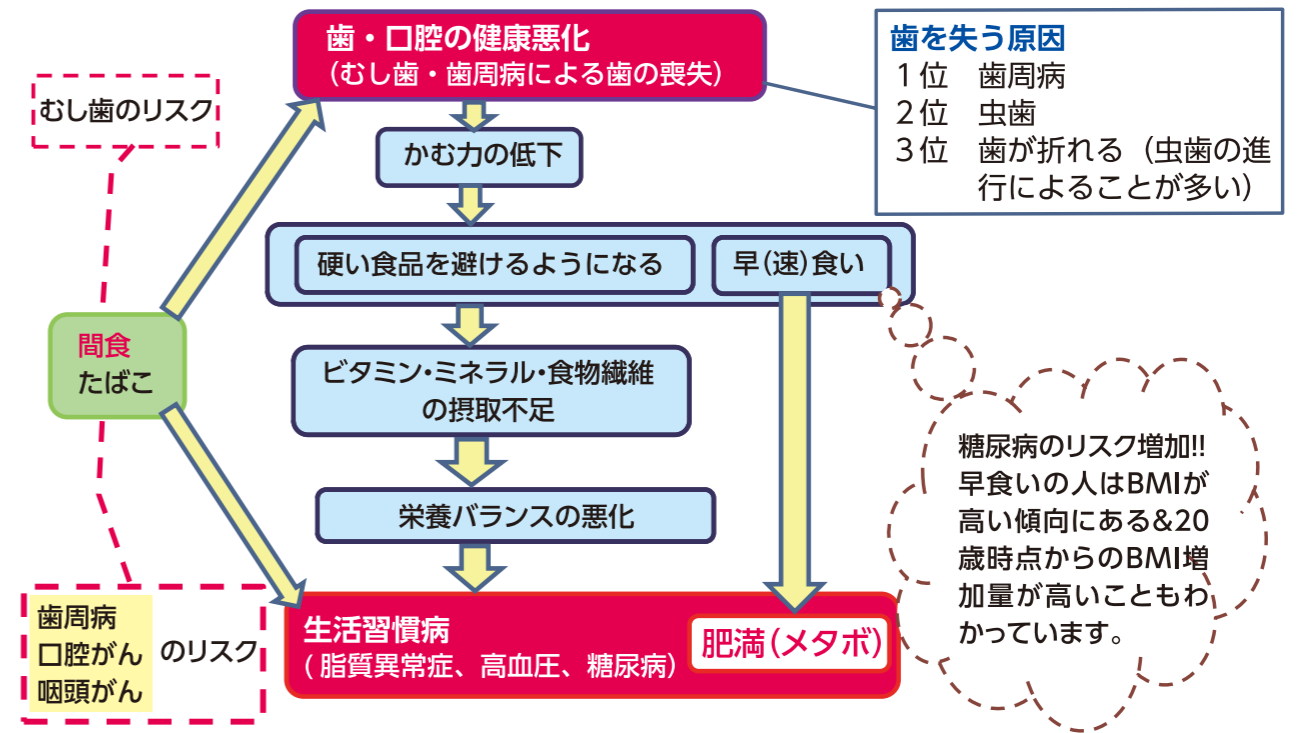 歯・口腔の健康悪化
（むし歯・歯周病による歯の喪失）
歯を失う原因
１位　歯周病
２位　虫歯
３位　歯が折れる（虫歯の進
行によることが多い）
むし歯のリスク
かむ力の低下
硬い食品を避けるようになる
早（速）食い
間食
たばこ
ビタミン・ミネラル・食物繊維
の摂取不足
栄養バランスの悪化
糖尿病のリスク増加!!
早食いの人はBMIが
高い傾向にある&20
歳時点からのBMI増
加量が高いこともわ
かっています。
歯周病
口腔がん
咽頭がん
のリスク
生活習慣病
（脂質異常症、高血圧、糖尿病）
肥満（メタボ）